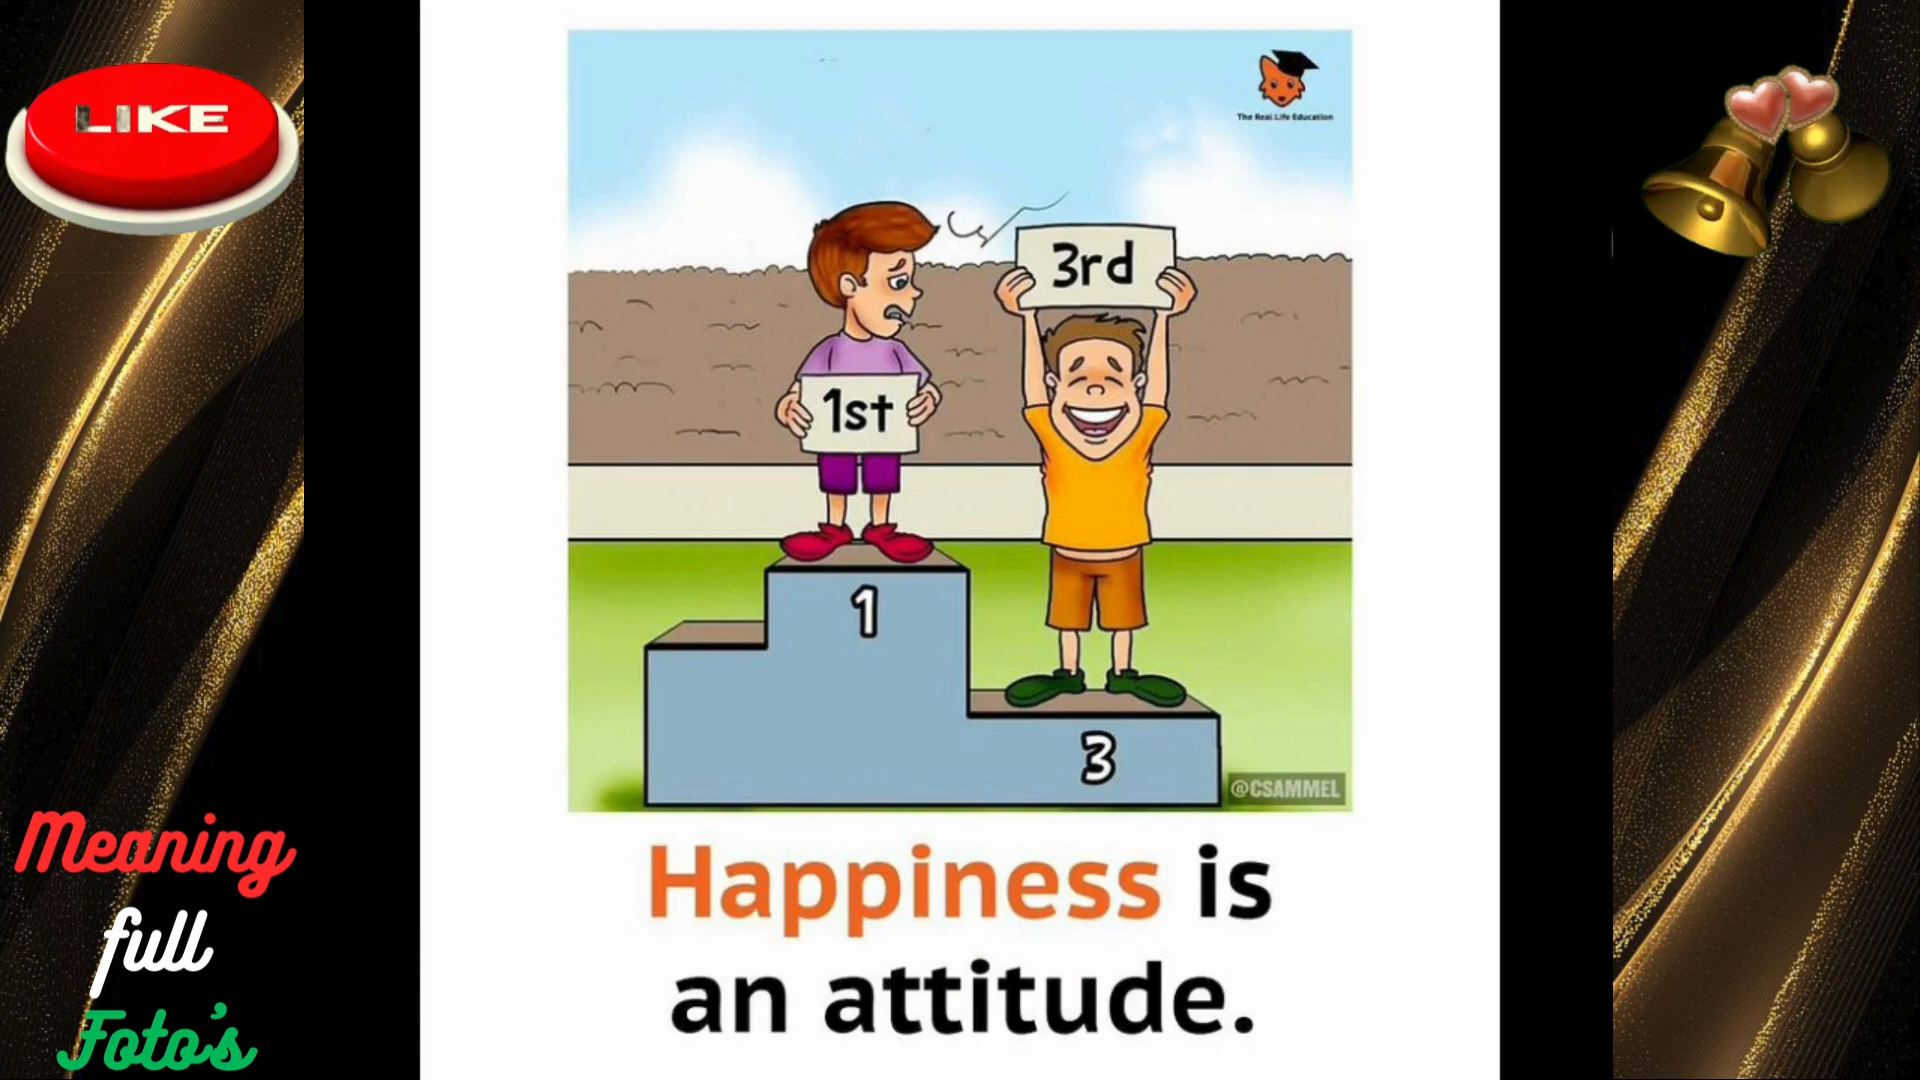 LIKE
The Real Life Education
3rd
1st
1
3
@CSAMMEL
Happiness is
an attitude.
Meaning
full
Foto's